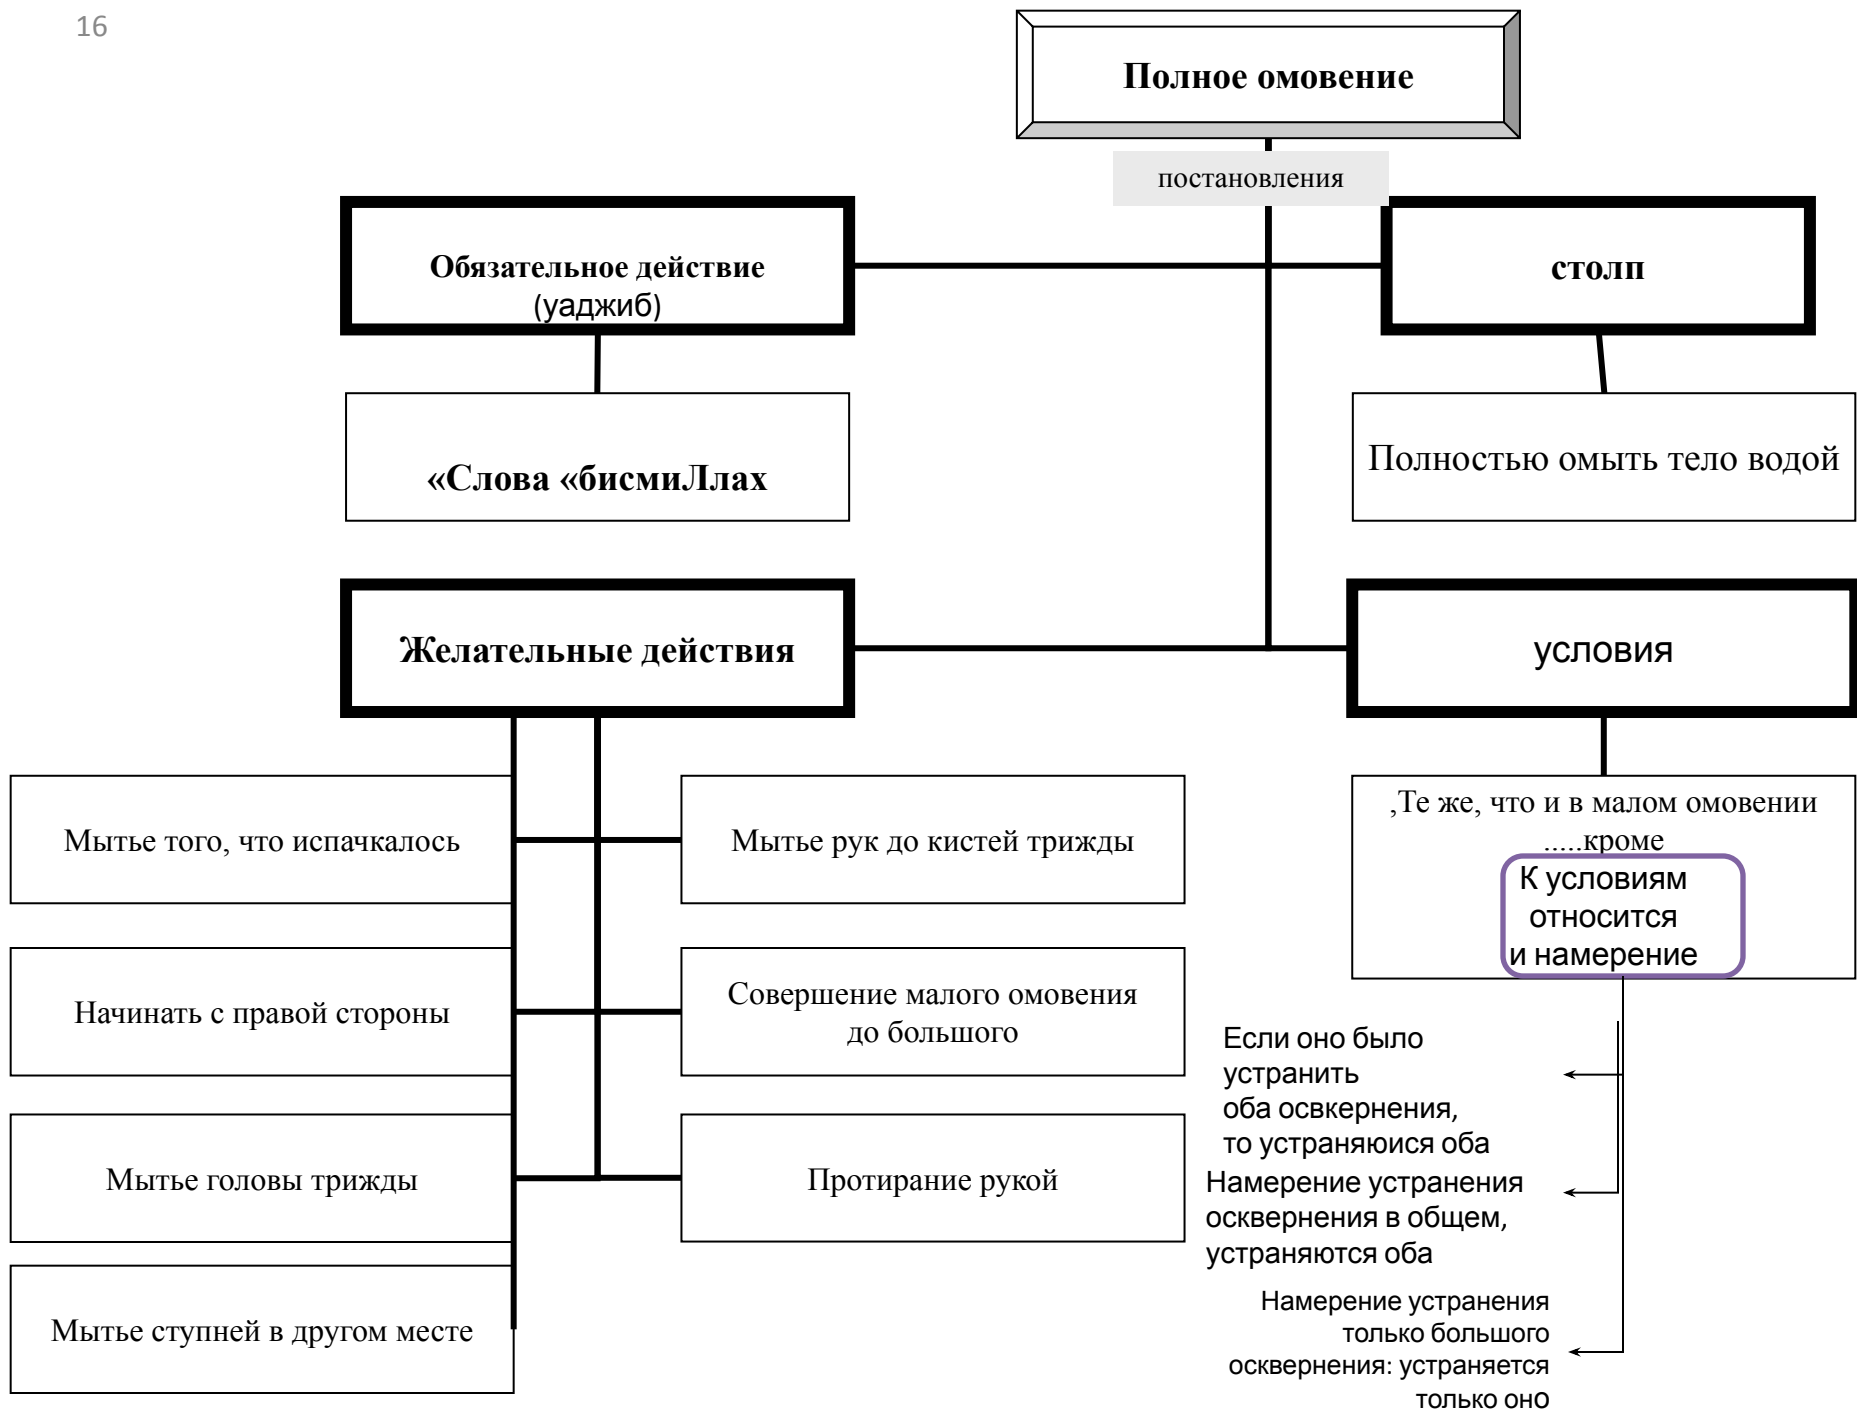 16
Полное омовение
постановления
Обязательное действие
(уаджиб)
столп
«Слова «бисмиЛлах
Полностью омыть тело водой
Желательные действия
условия
Мытье того, что испачкалось
Мытье рук до кистей трижды
,Те же, что и в малом омовении
.....кроме
К условиям
относится
и намерение
Начинать с правой стороны
Совершение малого омовения
до большого
Если оно было
устранить
оба освкернения,
то устраняюися оба
Мытье головы трижды
Протирание рукой
Намерение устранения
осквернения в общем,
устраняются оба
Мытье ступней в другом месте
Намерение устранения
только большого
осквернения: устраняется
только оно